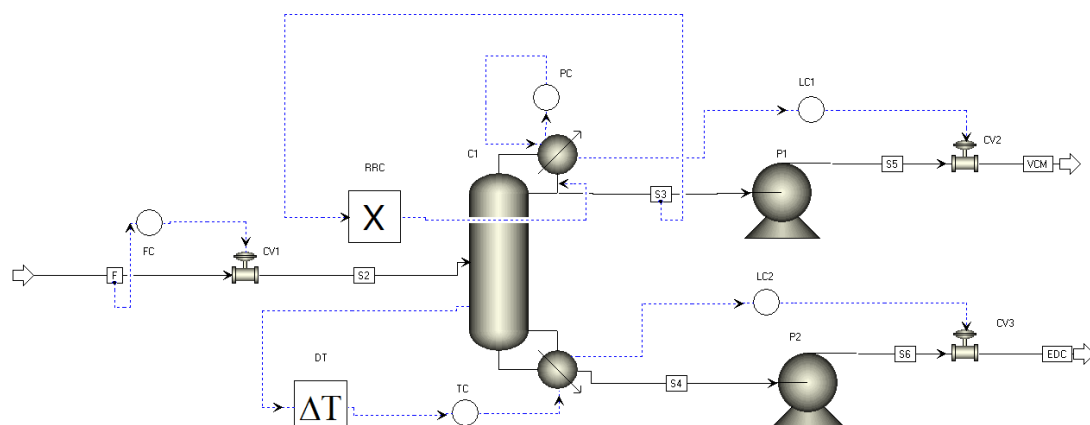 PC
LC1
C1
P1
CV2
RRC
S5
VCM
X
S3
FC
CV1
F
S2
LC2
CV3
DT
P2
S6
EDC
TC
S4
ΔT